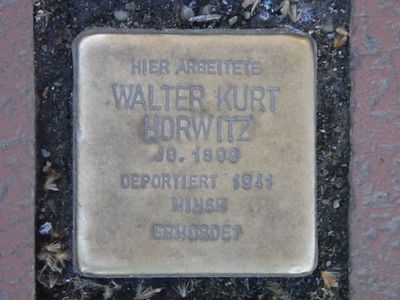 HIER ARBEITETE
WALTER KURT
HORWITZ
JG.
DEPORTIERT 1941
MINSK
ERMORDET